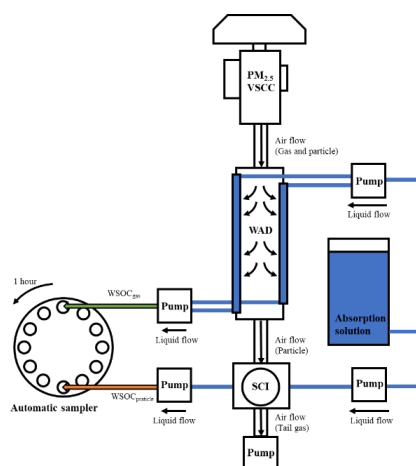 PM2.5
VSCC
Air flow
(Gas and particle)
Pump
WAD
Liquid flow
1 hour
WSOCgas
Pump
Absorption
solution
Liquid flow
Air flow
(Particle)
Pump
SCI
Pump
WSOCparticle
Automatic sampler
Liquid flow
Air flow
(Tail gas)
Liquid flow
Pump